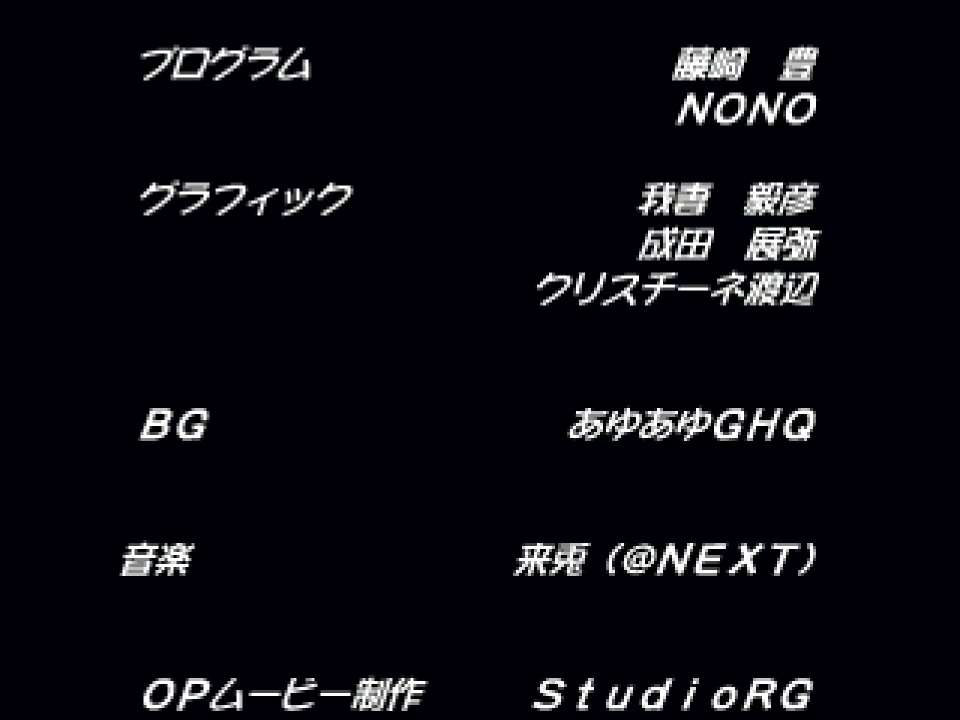 プログラム 藤崎 豊
NONO
グラフィック 我喜 毅彦
成田 展弥
クリスチーネ渡辺
BG あゆあゆGHQ
音楽 来兎（@NEXT）
OPムービー制作 StudioRG